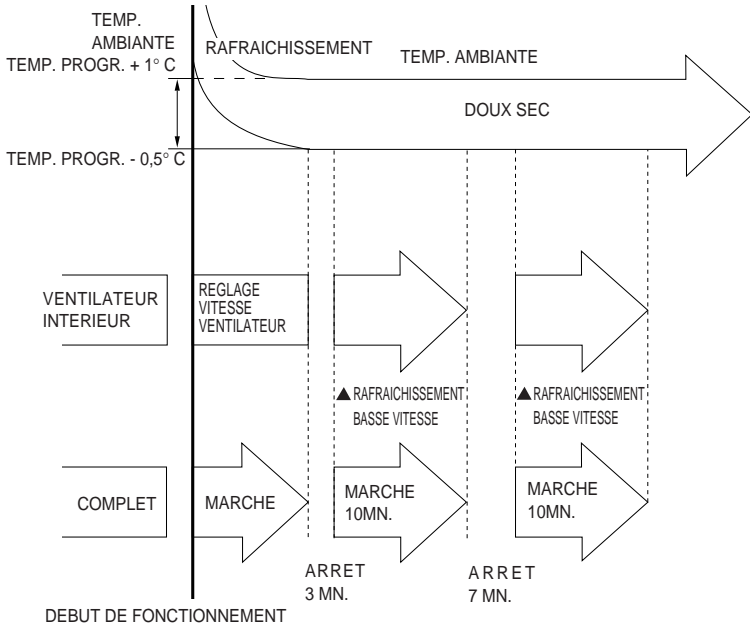 TEMP.
AMBIANTE
RAFRAICHISSEMENT
TEMP. AMBIANTE
TEMP. PROGR. + 1° C
DOUX SEC
TEMP. PROGR. - 0,5° C
VENTILATEUR
INTERIEUR
REGLAGE
VITESSE
VENTILATEUR
▲ RAFRAICHISSEMENT
BASSE VITESSE
▲ RAFRAICHISSEMENT
BASSE VITESSE
COMPLET
MARCHE
MARCHE
10MN.
MARCHE
10MN.
ARRET
3 MN.
ARRET
7 MN.
DEBUT DE FONCTIONNEMENT